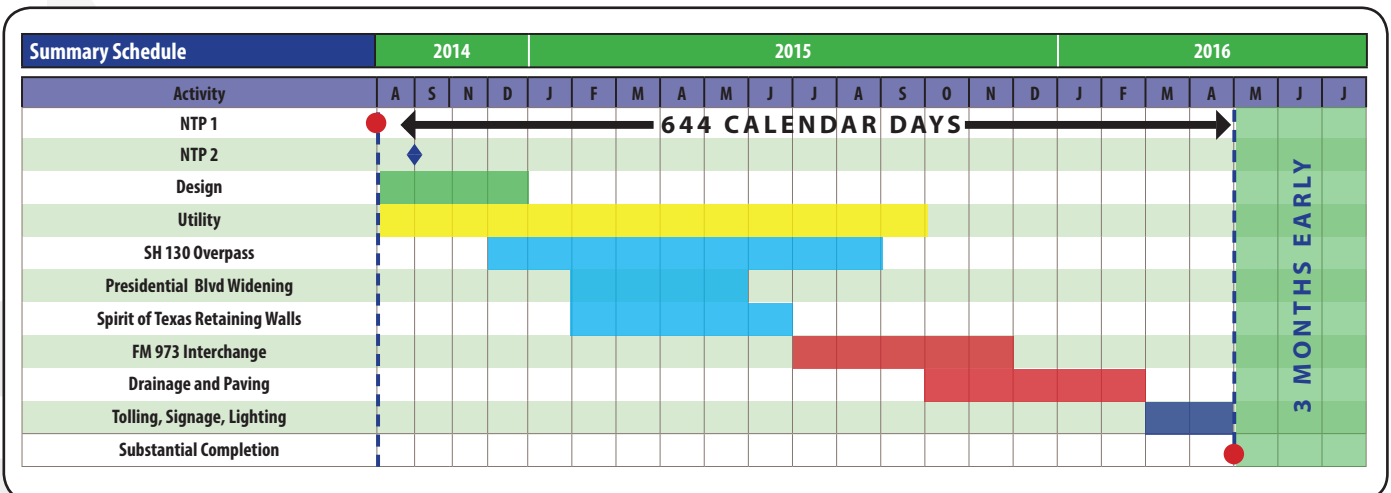 Summary Schedule 2014 2015 2016
Activity A S N D J F M A M J J A S O N D J F M A M J J
NTP 1 644 CALENDAR DAYS
NTP 2
Design
Utility
SH 130 Overpass
Presidential Blvd Widening
Spirit of Texas Retaining Walls
FM 973 Interchange
Drainage and Paving
Tolling, Signage, Lighting
Substantial Completion
3 MONTHS EARLY